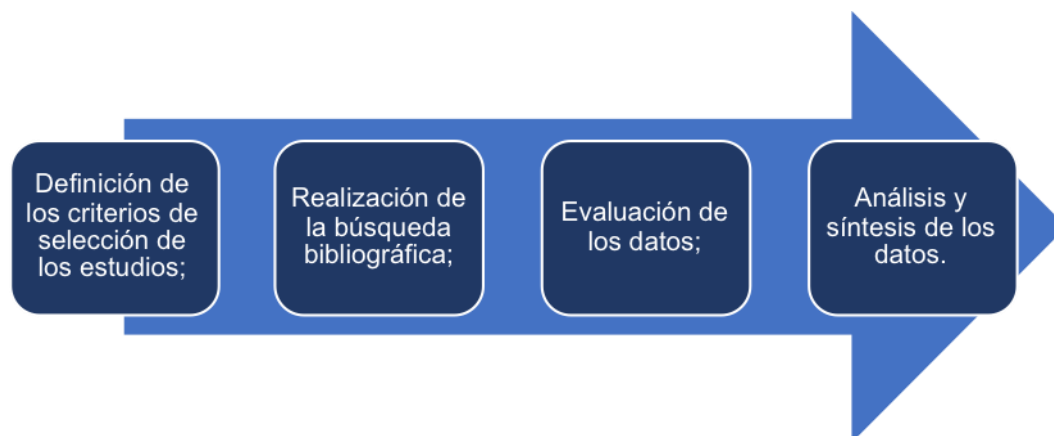 Definición de
los criterios de
selección de
los estudios;
Realización de
la búsqueda
bibliográfica;
Evaluación de
los datos;
Análisis y
síntesis de los
datos.